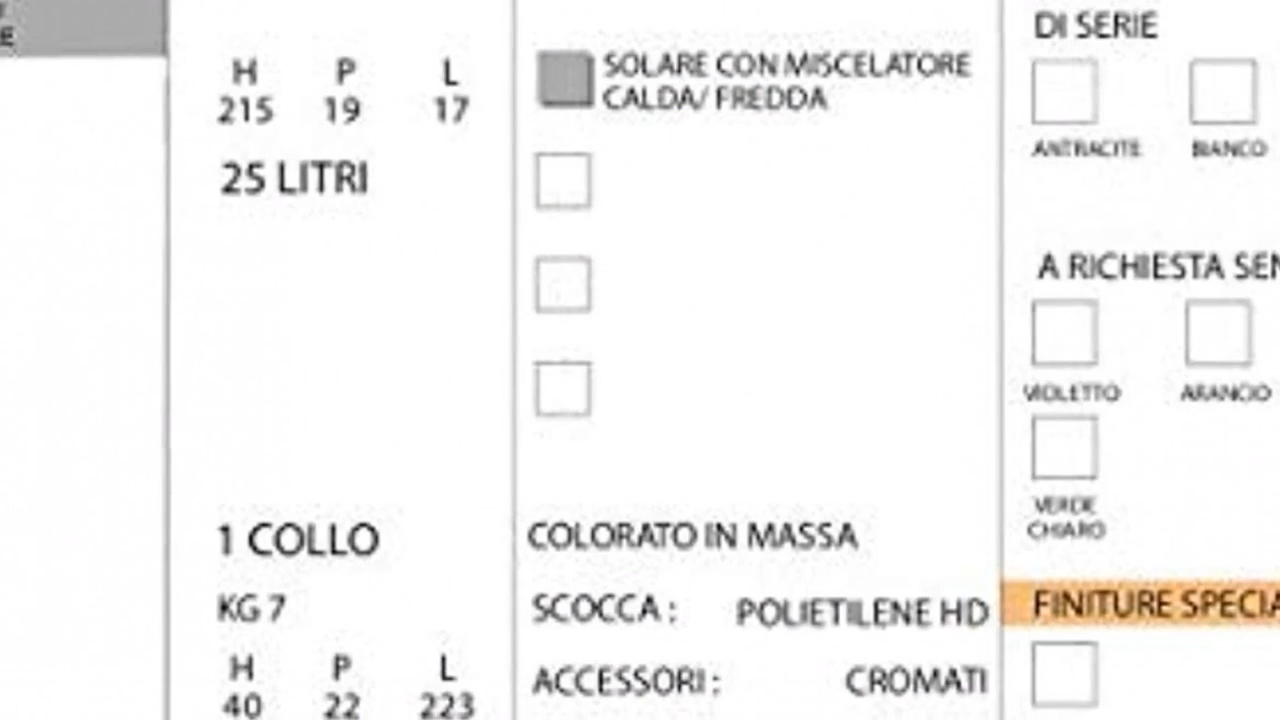 H P L
215 19 17
25 LITRI
1 COLLO
KG 7
H P L
40 22 223
SOLARE CON MISCELATORE
CALDA/ FREDDA
COLORATO IN MASSA
SCOCCA : POLIETILENE HD
ACCESSORI : CROMATI
DI SERIE
ANTRACITE BIANCO
A RICHIESTA
VIOLETTO ARANCIO
VERDE
CHIARO
FINITURE